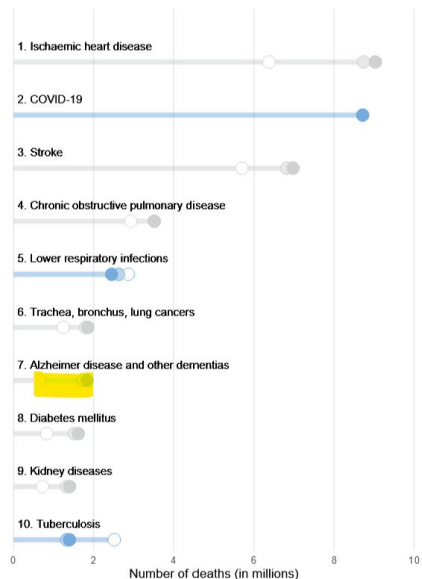 1. Ischaemic heart disease
2. COVID-19
3. Stroke
4. Chronic obstructive pulmonary disease
5. Lower respiratory infections
6. Trachea, bronchus, lung cancers
7. Alzheimer disease and other dementias
8. Diabetes mellitus
9. Kidney diseases
10. Tuberculosis
0 2 4 6 8 10
Number of deaths (in millions)